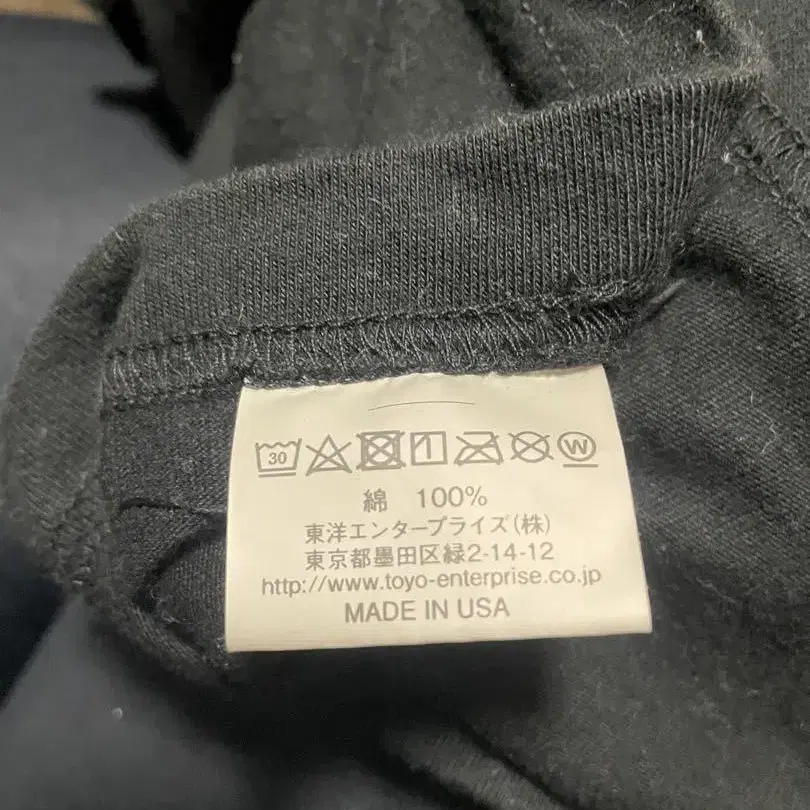 30 W
綿 100%
東洋エンタープライズ(株)
東京都墨田区緑2-14-12
http://www.toyo-enterprise.co.jp
MADE IN USA